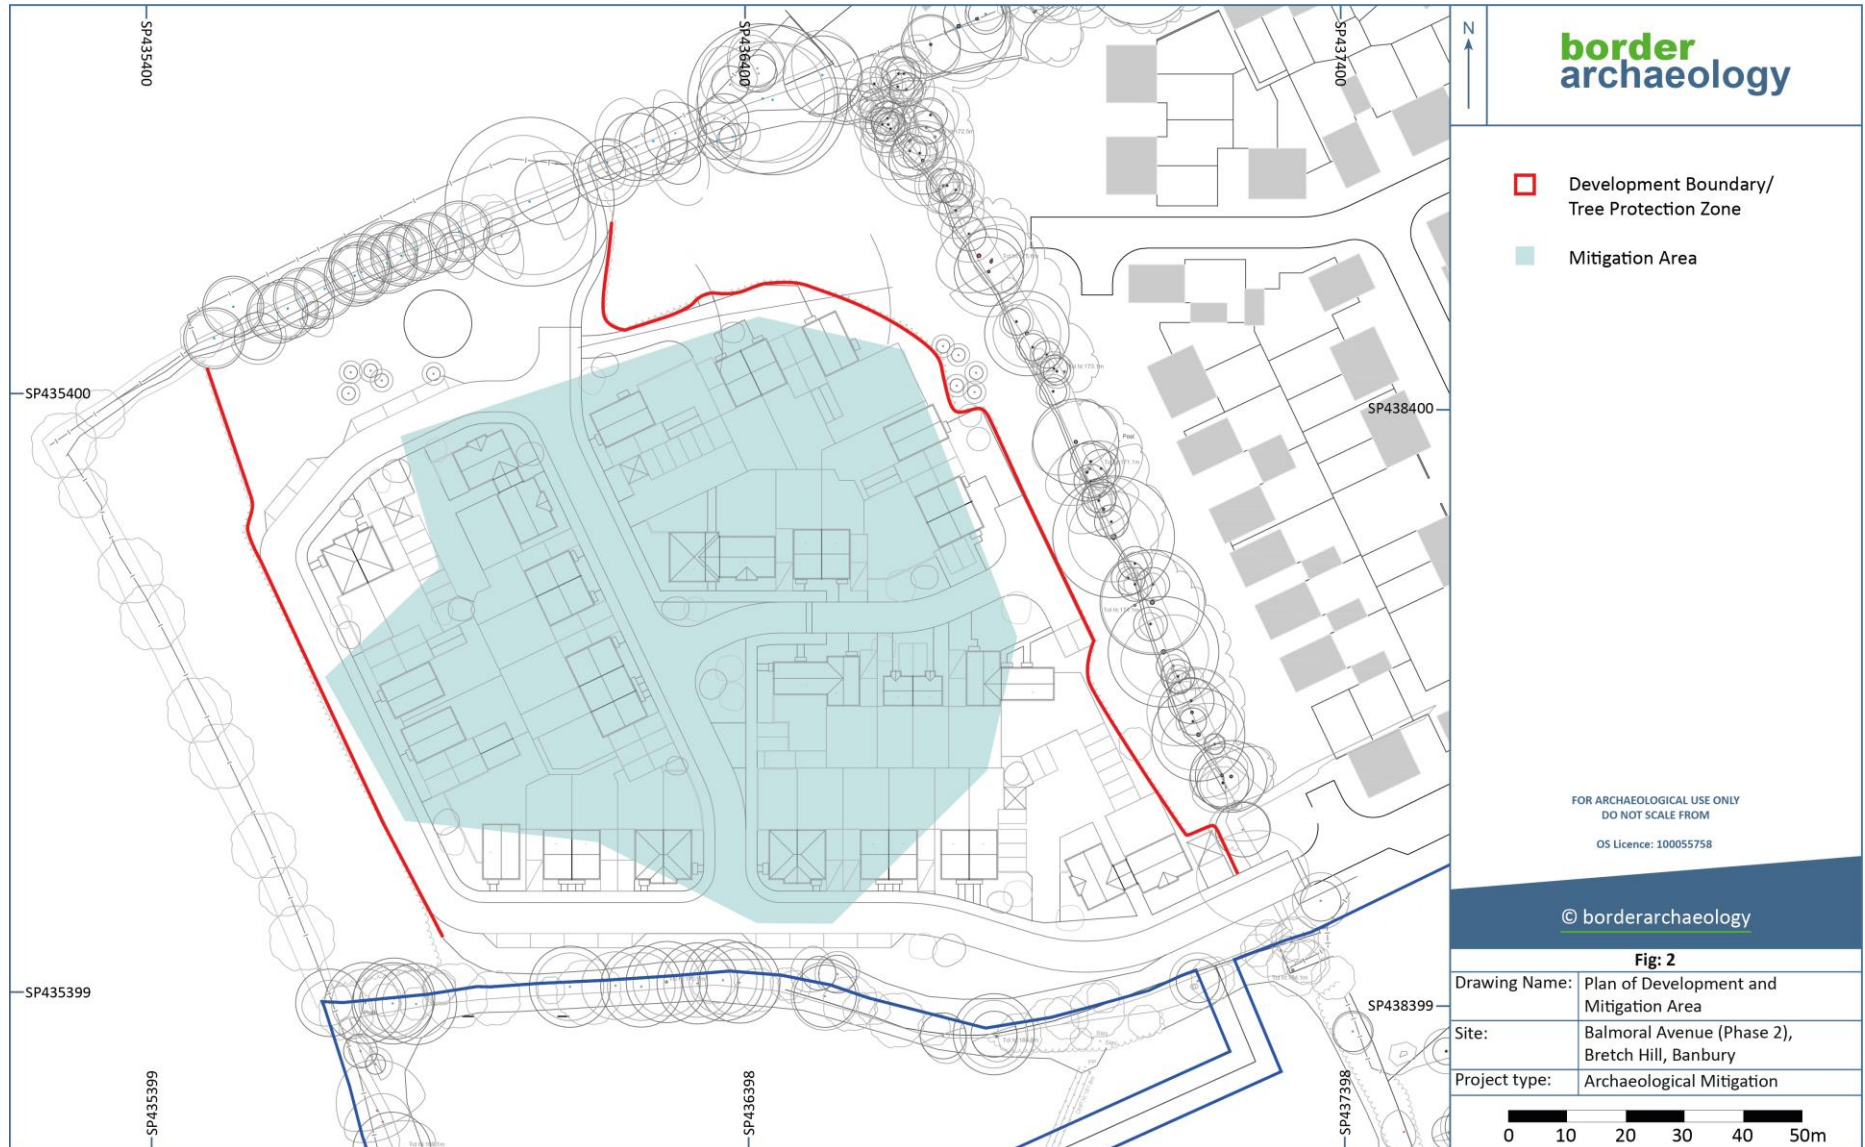 SP435400
SP436400
SP437400
N
border
archaeology
Development Boundary/
Tree Protection Zone
Mitigation Area
SP435400
SP438400
Post
SP435399
SP438399
SP435399
SP436398
SP437398
FOR ARCHAEOLOGICAL USE ONLY
DO NOT SCALE FROM
OS Licence: 100055758
© borderarchaeology
Fig: 2
Drawing Name: Plan of Development and
Mitigation Area
Site: Balmoral Avenue (Phase 2),
Bretch Hill, Banbury
Project type: Archaeological Mitigation
0 10 20 30 40 50m